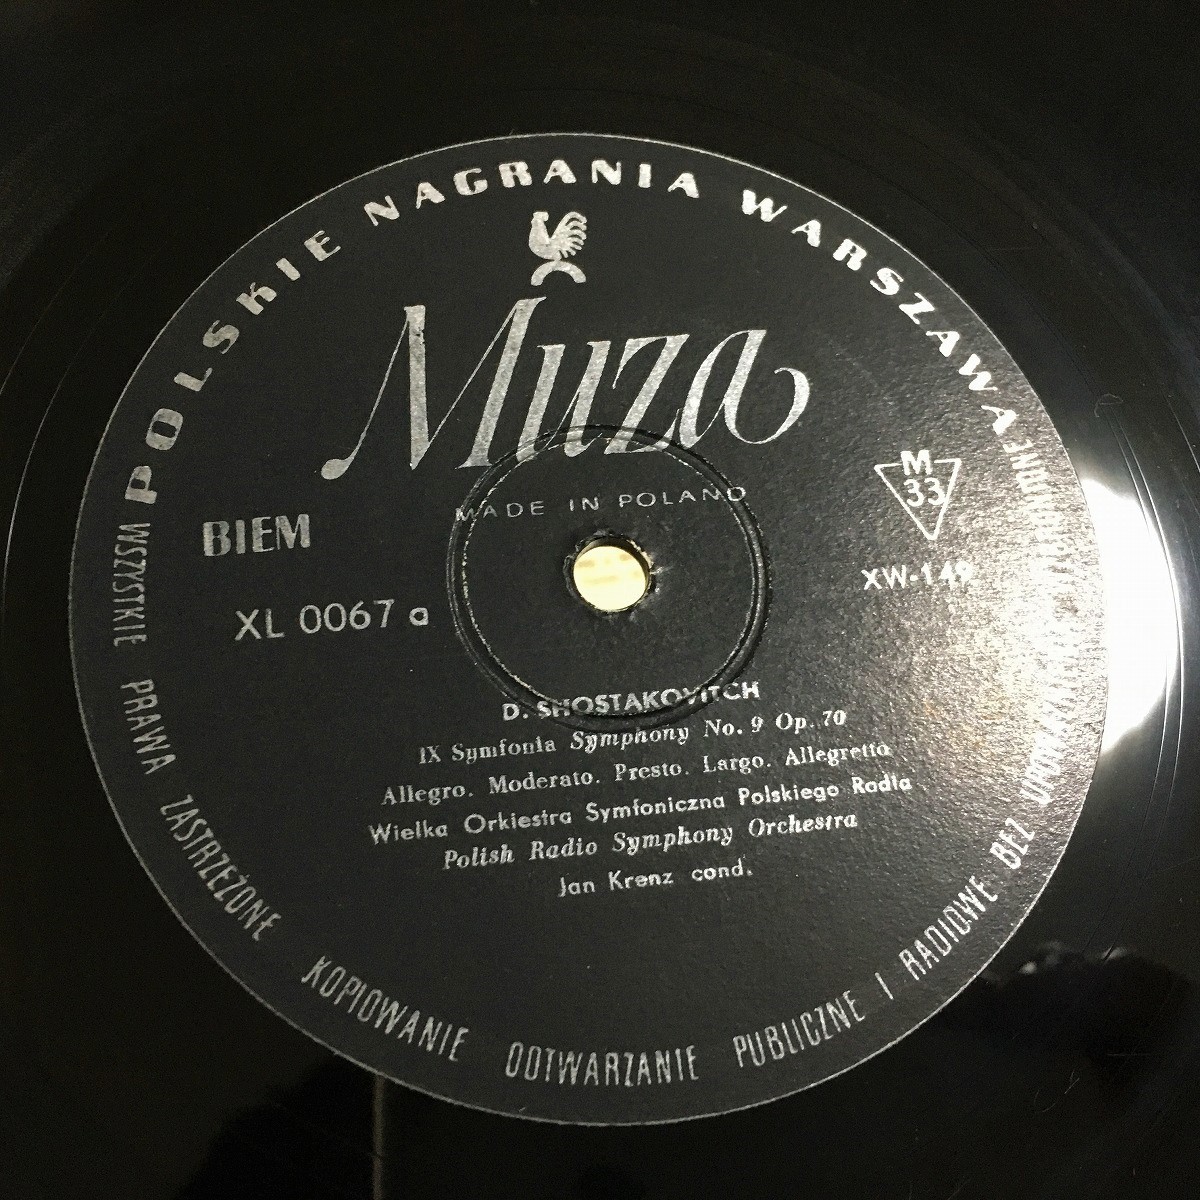 POLSKIE NAGRANIA WARSZAWA
Muza
MADE IN POLAND
BIEM
M
33
XL 0067 a
XW-149
D. SHOSTAKOVITCH
IX Symfonia Symphony No. 9 Op. 70
Allegro. Moderato. Presto. Largo. Allegretto
Wielka Orkiestra Symfoniczna Polskiego Radia
Polish Radio Symphony Orchestra
Jan Krenz cond.
WSZYSTKIE PRAWA ZASTRZEŻONE KOPIOWANIE ODTWARZANIE PUBLICZNE I RADIOWE BEZ